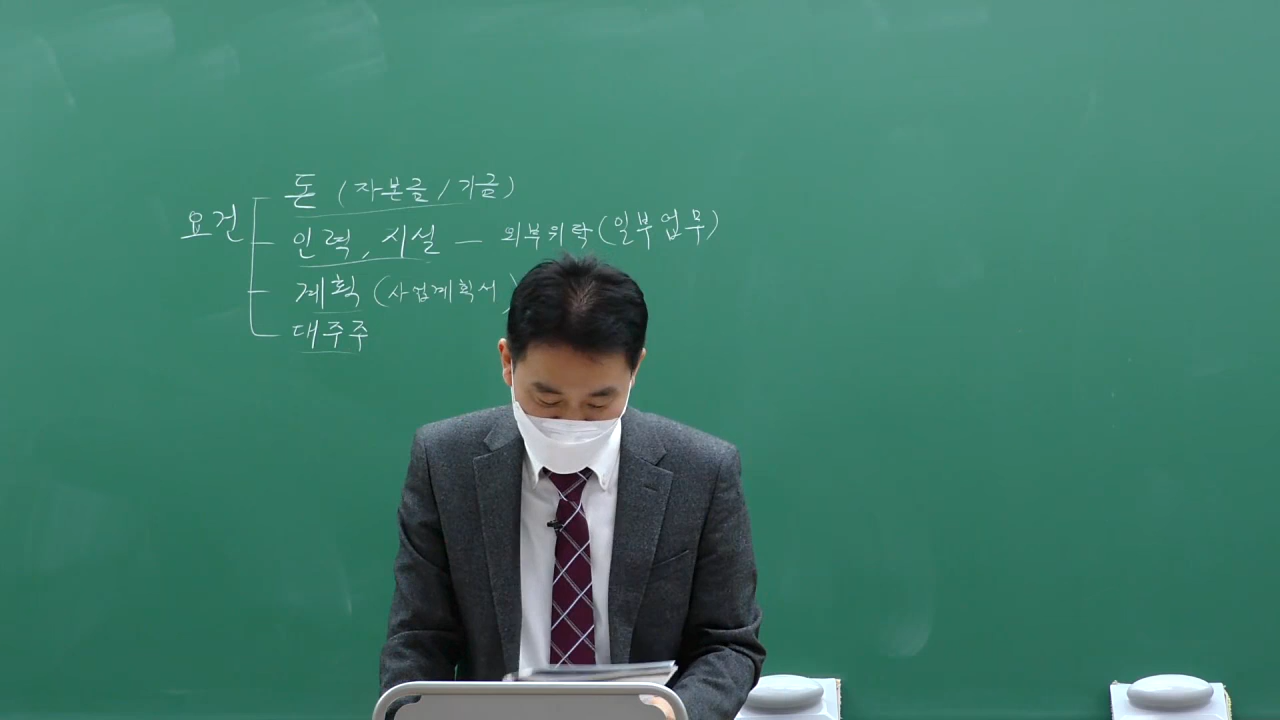 돈 (자본금/기금)
요건 인력, 시설 - 외부위탁(일부업무)
계획 (사업계획서)
대주주